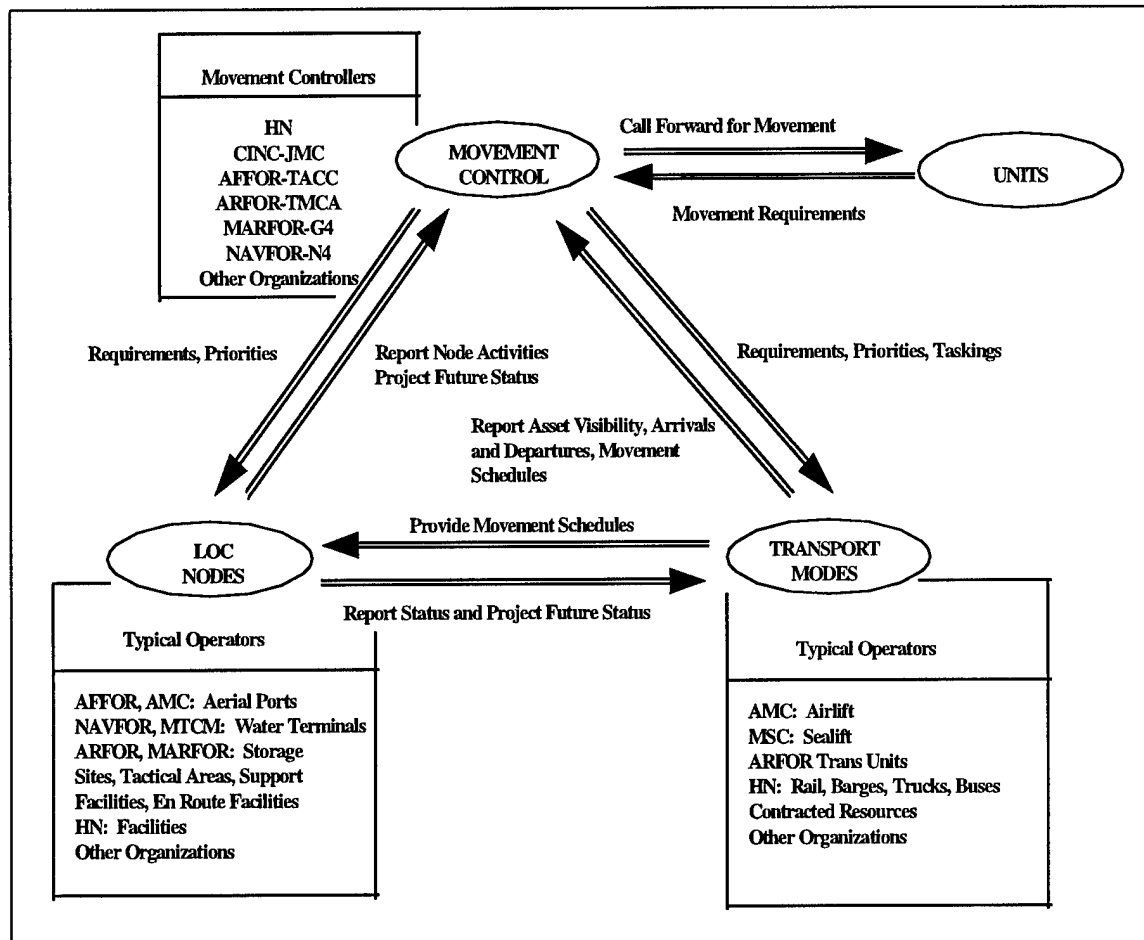 Movement Controllers
HN
CINC-JMC
AFFOR-TACC
ARFOR-TMCA
MARFOR-G4
NAVFOR-N4
Other Organizations
MOVEMENT
CONTROL
Call Forward for Movement
UNITS
Movement Requirements
Requirements, Priorities
Report Node Activities
Project Future Status
Requirements, Priorities, Taskings
Report Asset Visibility, Arrivals
and Departures, Movement
Schedules
Provide Movement Schedules
LOC
NODES
TRANSPORT
MODES
Report Status and Project Future Status
Typical Operators
AFFOR, AMC: Aerial Ports
NAVFOR, MTCM: Water Terminals
ARFOR, MARFOR: Storage
Sites, Tactical Areas, Support
Facilities, En Route Facilities
HN: Facilities
Other Organizations
Typical Operators
AMC: Airlift
MSC: Sealift
ARFOR Trans Units
HN: Rail, Barges, Trucks, Buses
Contracted Resources
Other Organizations